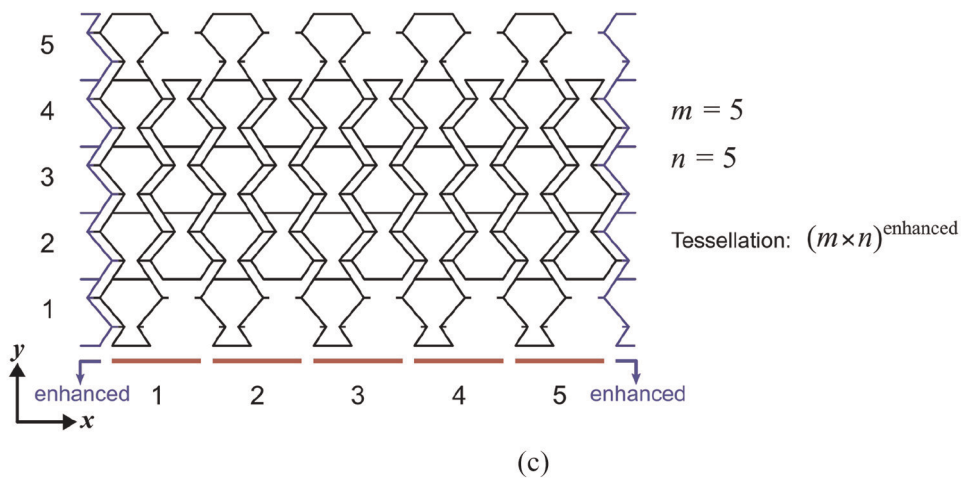 5
4
3
2
1
m = 5
n = 5
Tessellation: (m×n)^enhanced
y
x
enhanced
1
2
3
4
5
enhanced
(c)